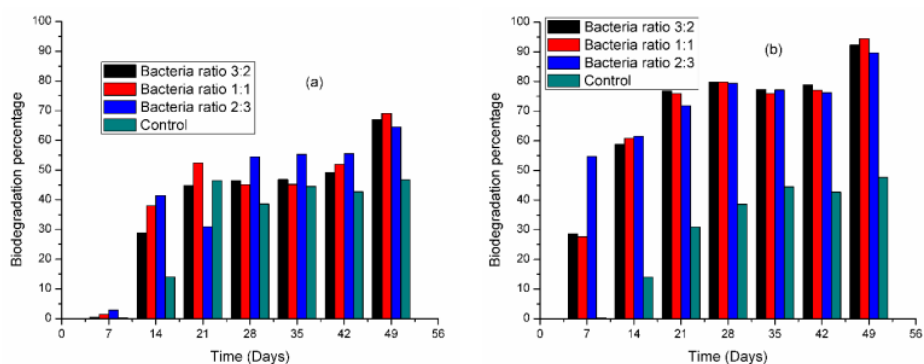 100
90
80
70
60
50
40
30
20
10
0
Biodegradation percentage
Bacteria ratio 3:2
Bacteria ratio 1:1
Bacteria ratio 2:3
Control
(a)
0 7 14 21 28 35 42 49 56
Time (Days)
100
90
80
70
60
50
40
30
20
10
0
Biodegradation percentage
Bacteria ratio 3:2
Bacteria ratio 1:1
Bacteria ratio 2:3
Control
(b)
0 7 14 21 28 35 42 49 56
Time (Days)